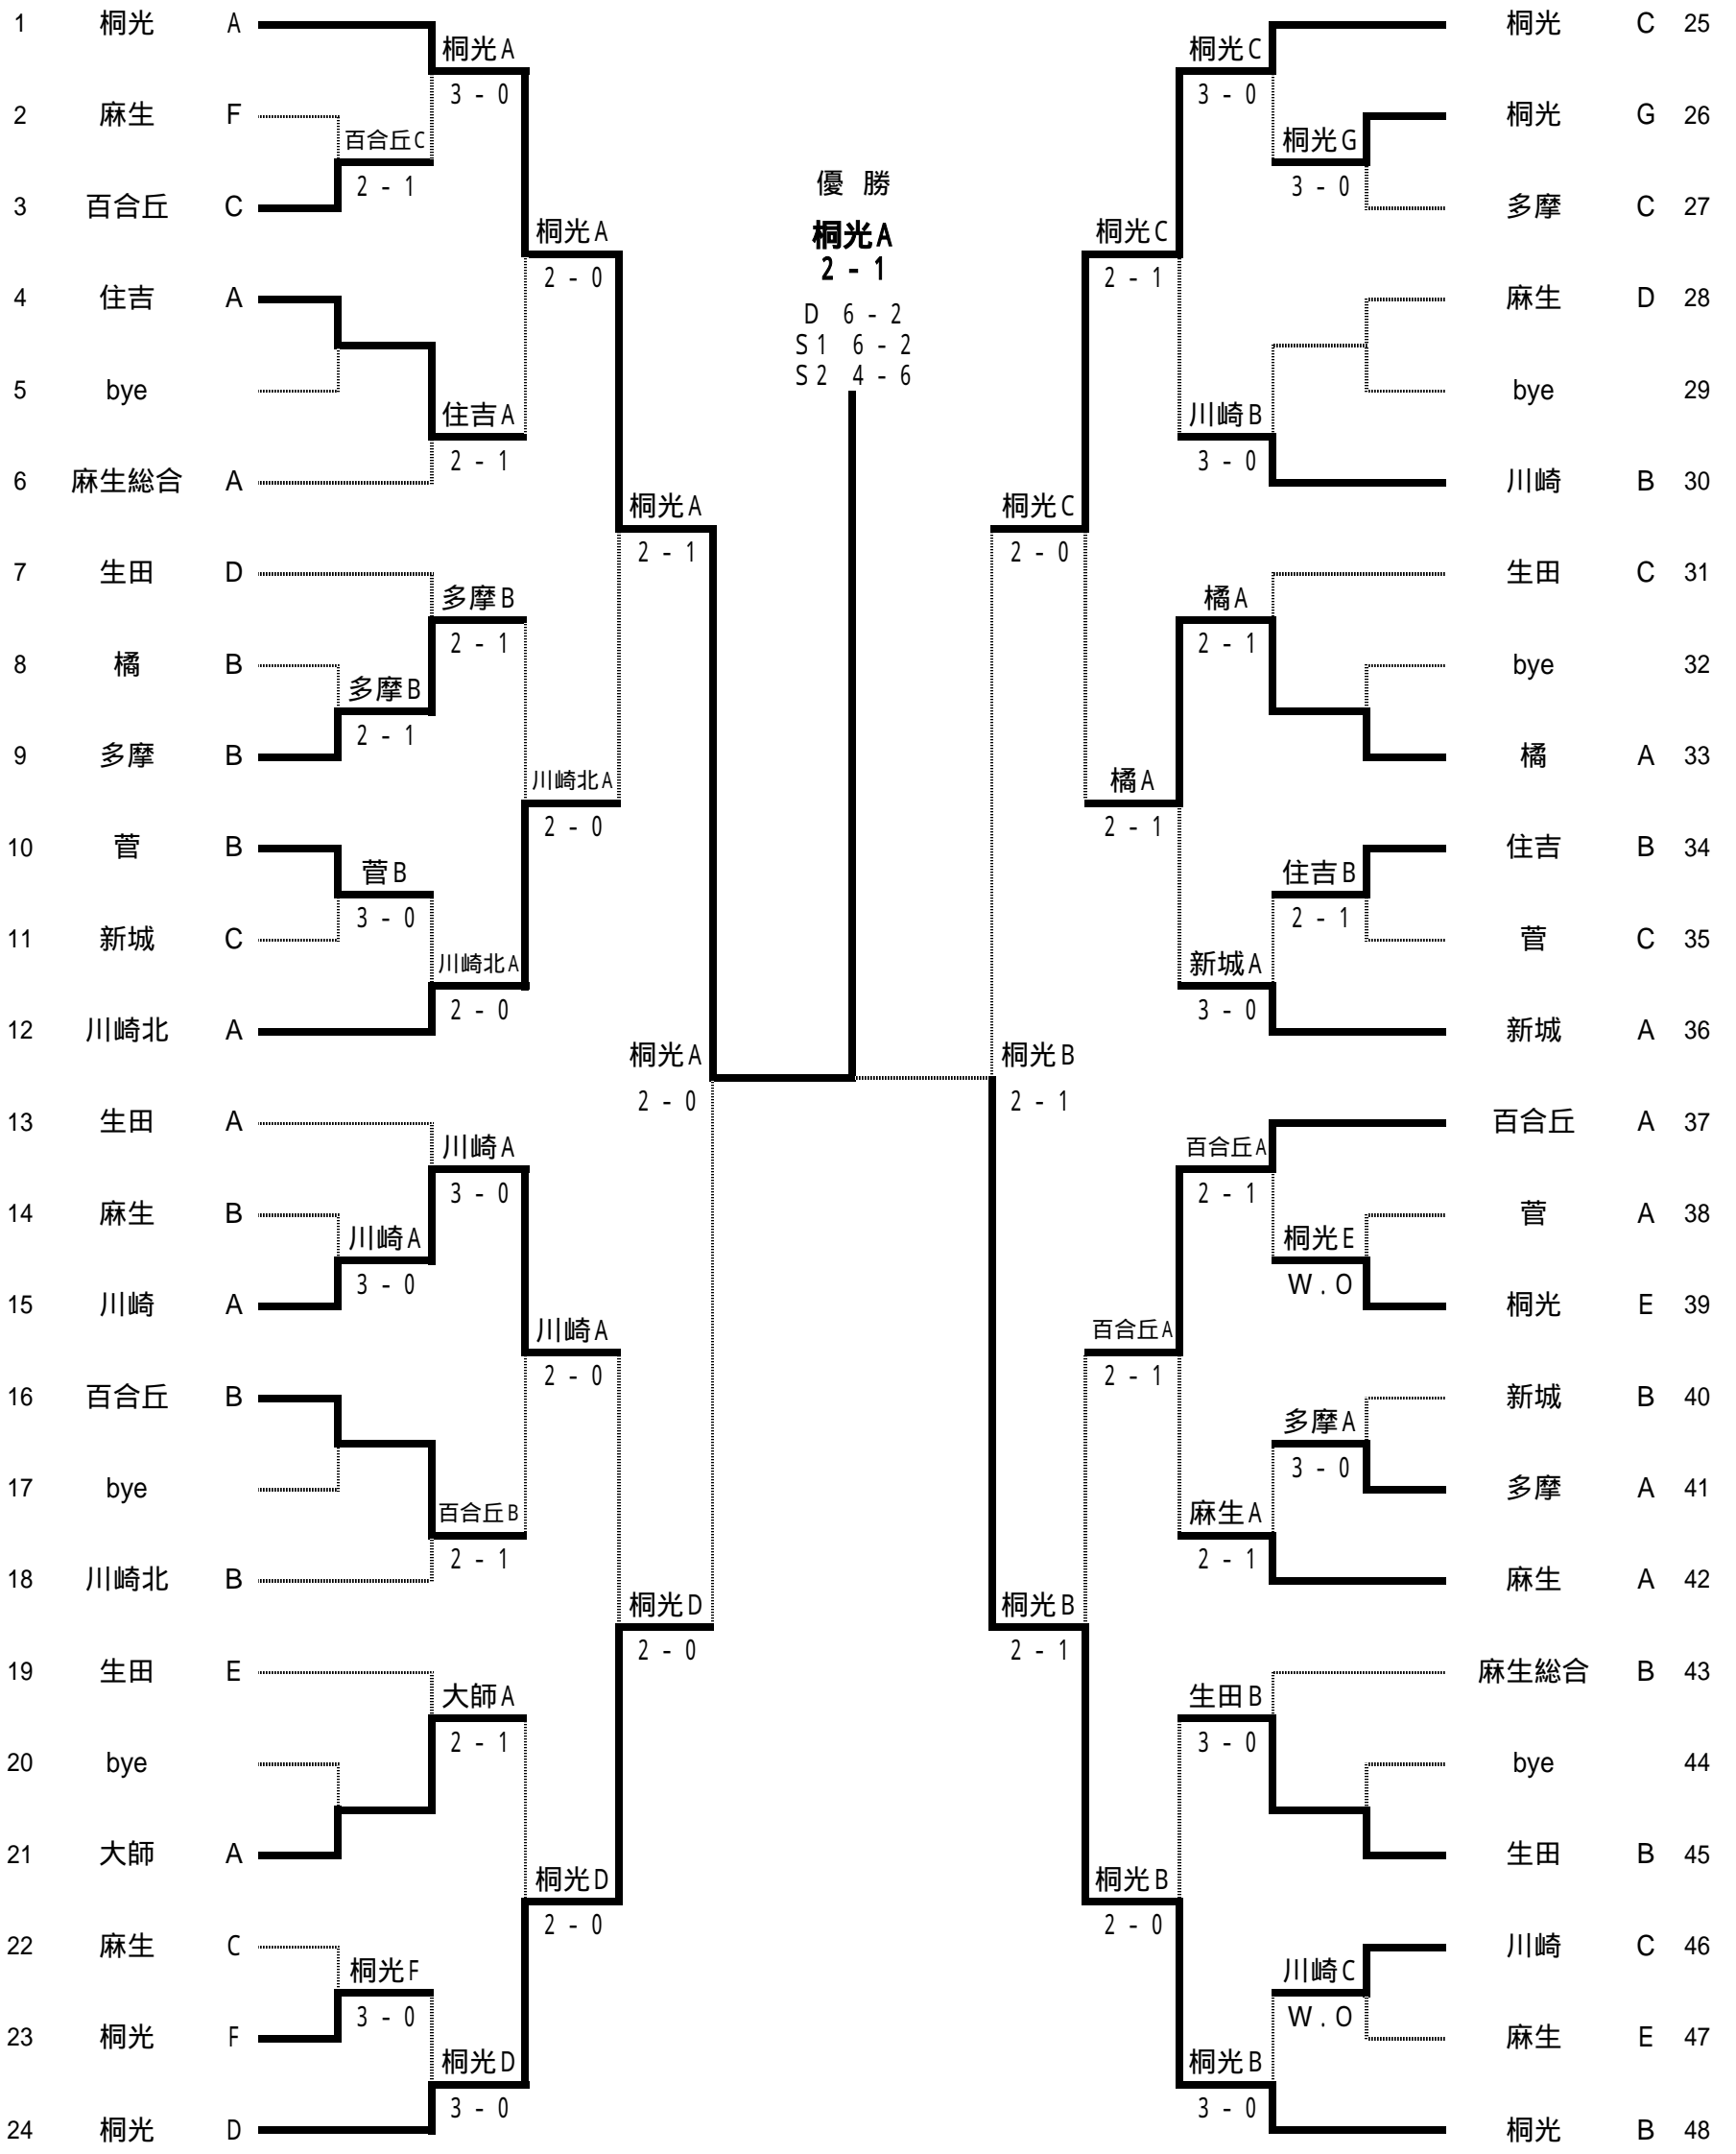 1 桐光 A
2 麻生 F
3 百合丘 C
4 住吉 A
5 bye
6 麻生総合 A
7 生田 D
8 橘 B
9 多摩 B
10 菅 B
11 新城 C
12 川崎北 A
13 生田 A
14 麻生 B
15 川崎 A
16 百合丘 B
17 bye
18 川崎北 B
19 生田 E
20 bye
21 大師 A
22 麻生 C
23 桐光 F
24 桐光 D
百合丘C
2 - 1
多摩B
2 - 1
菅B
3 - 0
川崎A
3 - 0
桐光F
3 - 0
桐光A
3 - 0
住吉A
2 - 1
多摩B
2 - 1
川崎北A
2 - 0
川崎A
3 - 0
百合丘B
2 - 1
大師A
2 - 1
桐光D
3 - 0
桐光A
2 - 0
川崎北A
2 - 0
川崎A
2 - 0
桐光D
2 - 0
桐光A
2 - 1
桐光D
2 - 0
桐光A
2 - 0
優 勝
桐光A
2 - 1
D 6 - 2
S1 6 - 2
S2 4 - 6
桐光B
2 - 1
桐光C
2 - 0
桐光B
2 - 1
桐光C
2 - 1
橘A
2 - 1
百合丘A
2 - 1
桐光B
2 - 0
桐光C
3 - 0
川崎B
3 - 0
橘A
2 - 1
新城A
3 - 0
百合丘A
2 - 1
麻生A
2 - 1
生田B
3 - 0
桐光B
3 - 0
桐光G
3 - 0
住吉B
2 - 1
桐光E
W.O
多摩A
3 - 0
川崎C
W.O
桐光 C 25
桐光 G 26
多摩 C 27
麻生 D 28
bye 29
川崎 B 30
生田 C 31
bye 32
橘 A 33
住吉 B 34
菅 C 35
新城 A 36
百合丘 A 37
菅 A 38
桐光 E 39
新城 B 40
多摩 A 41
麻生 A 42
麻生総合 B 43
bye 44
生田 B 45
川崎 C 46
麻生 E 47
桐光 B 48